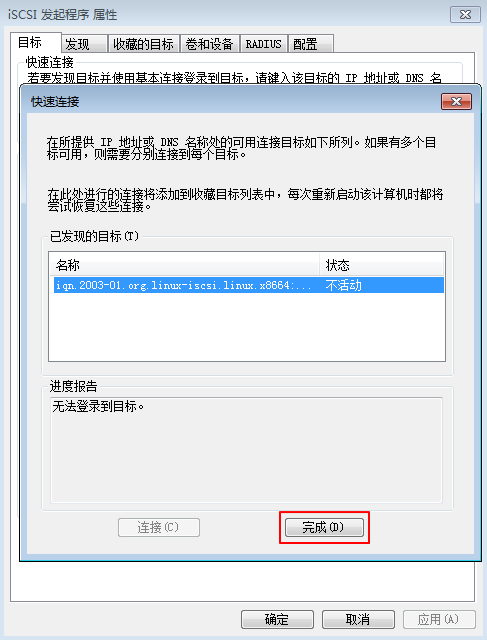 iSCSI 发起程序 属性
目标 发现 收藏的目标 卷和设备 RADIUS 配置
快速连接
若要发现目标并使用基本连接登录到目标，请键入该目标的 IP 地址或 DNS 名
快速连接
在所提供 IP 地址或 DNS 名称处的可用连接目标如下所列。如果有多个目
标可用，则需要分别连接到每个目标。
在此处进行的连接将添加到收藏目标列表中，每次重新启动该计算机时都将
尝试恢复这些连接。
已发现的目标(T)
名称 状态
iqn.2003-01.org.linux-iscsi.linux.x8664:... 不活动
进度报告
无法登录到目标。
连接(C) 完成(D)
确定 取消 应用(A)